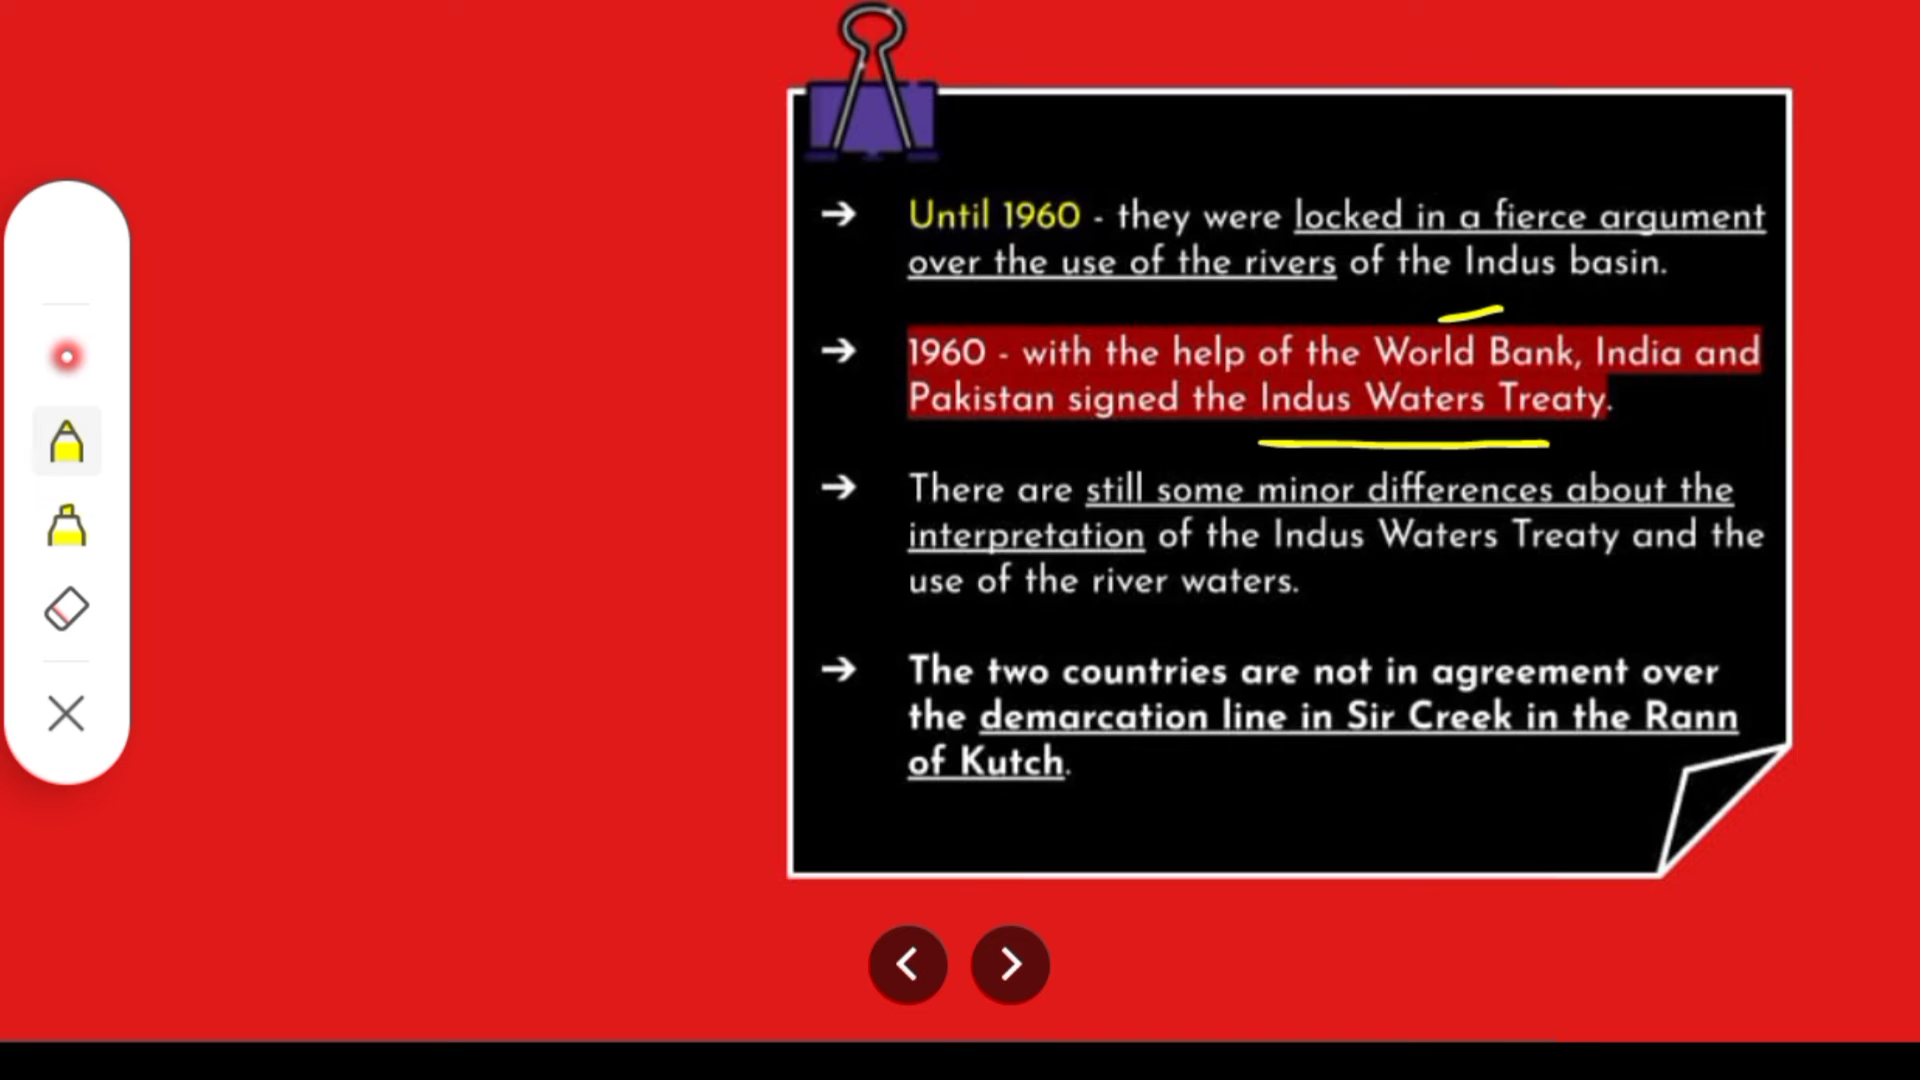 → Until 1960 - they were locked in a fierce argument
over the use of the rivers of the Indus basin.
→ 1960 - with the help of the World Bank, India and
Pakistan signed the Indus Waters Treaty.
→ There are still some minor differences about the
interpretation of the Indus Waters Treaty and the
use of the river waters.
→ The two countries are not in agreement over
the demarcation line in Sir Creek in the Rann
of Kutch.